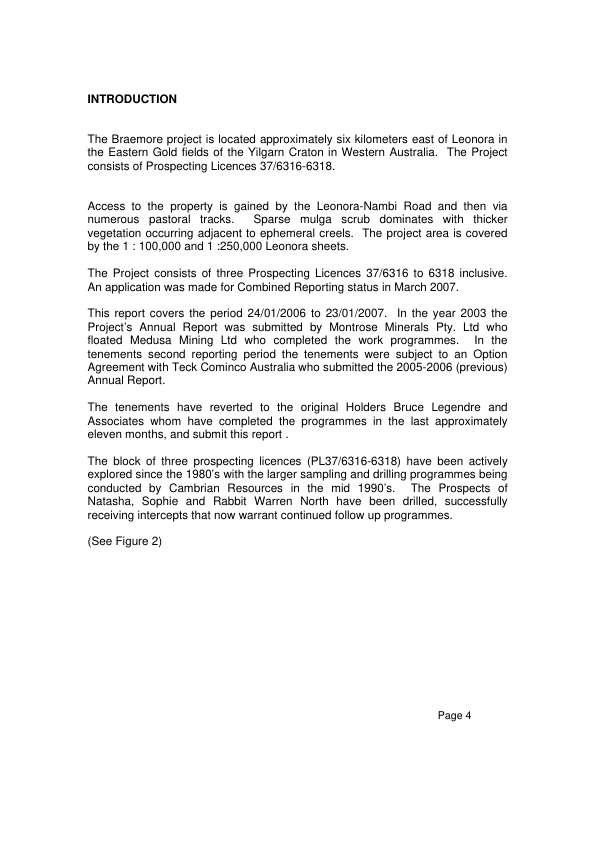 INTRODUCTION
The Braemore project is located approximately six kilometers east of Leonora in
the Eastern Gold fields of the Yilgarn Craton in Western Australia.  The Project
consists of Prospecting Licences 37/6316-6318.
Access to the property is gained by the Leonora-Nambi Road and then via
numerous pastoral tracks.  Sparse mulga scrub dominates with thicker
vegetation occurring adjacent to ephemeral creels.  The project area is covered
by the 1 : 100,000 and 1 :250,000 Leonora sheets.
The Project consists of three Prospecting Licences 37/6316 to 6318 inclusive.
An application was made for Combined Reporting status in March 2007.
This report covers the period 24/01/2006 to 23/01/2007.  In the year 2003 the
Project's Annual Report was submitted by Montrose Minerals Pty. Ltd who
floated Medusa Mining Ltd who completed the work programmes.  In the
tenements second reporting period the tenements were subject to an Option
Agreement with Teck Cominco Australia who submitted the 2005-2006 (previous)
Annual Report.
The tenements have reverted to the original Holders Bruce Legendre and
Associates whom have completed the programmes in the last approximately
eleven months, and submit this report .
The block of three prospecting licences (PL37/6316-6318) have been actively
explored since the 1980's with the larger sampling and drilling programmes being
conducted by Cambrian Resources in the mid 1990's.  The Prospects of
Natasha, Sophie and Rabbit Warren North have been drilled, successfully
receiving intercepts that now warrant continued follow up programmes.
(See Figure 2)
Page 4